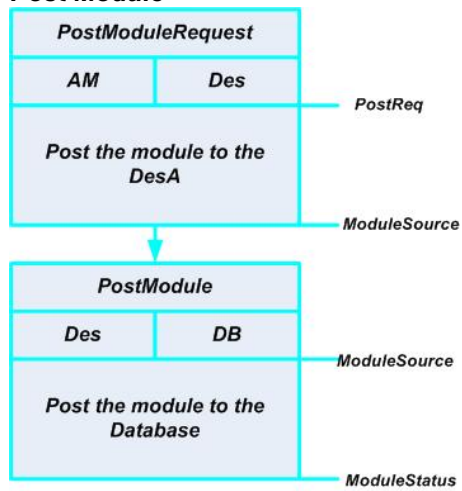 Post Module
PostModuleRequest
AM Des
PostReq
Post the module to the
DesA
ModuleSource
PostModule
Des DB
ModuleSource
Post the module to the
Database
ModuleStatus